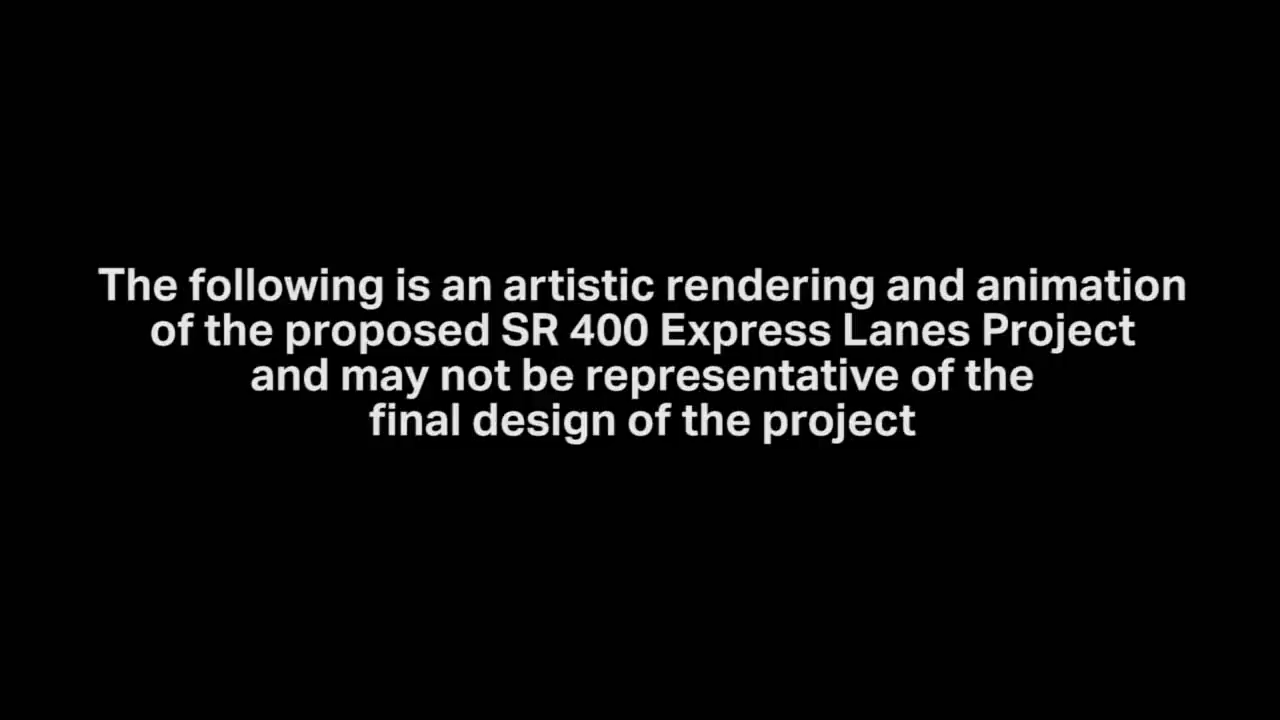 The following is an artistic rendering and animation
of the proposed SR 400 Express Lanes Project
and may not be representative of the
final design of the project